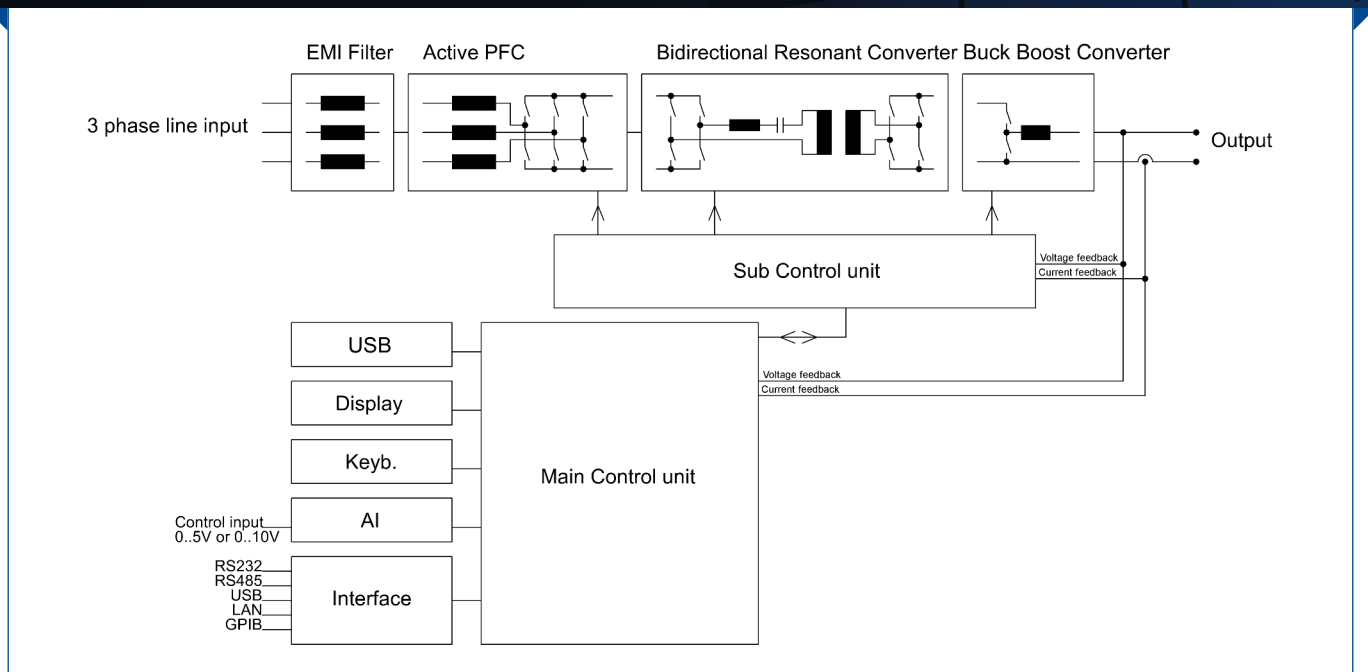 EMI Filter
Active PFC
Bidirectional Resonant Converter
Buck Boost Converter
3 phase line input
Output
Sub Control unit
Voltage feedback
Current feedback
USB
Display
Keyb.
AI
Interface
Main Control unit
Voltage feedback
Current feedback
Control input
0..5V or 0..10V
RS232
RS485
USB
LAN
GPIB